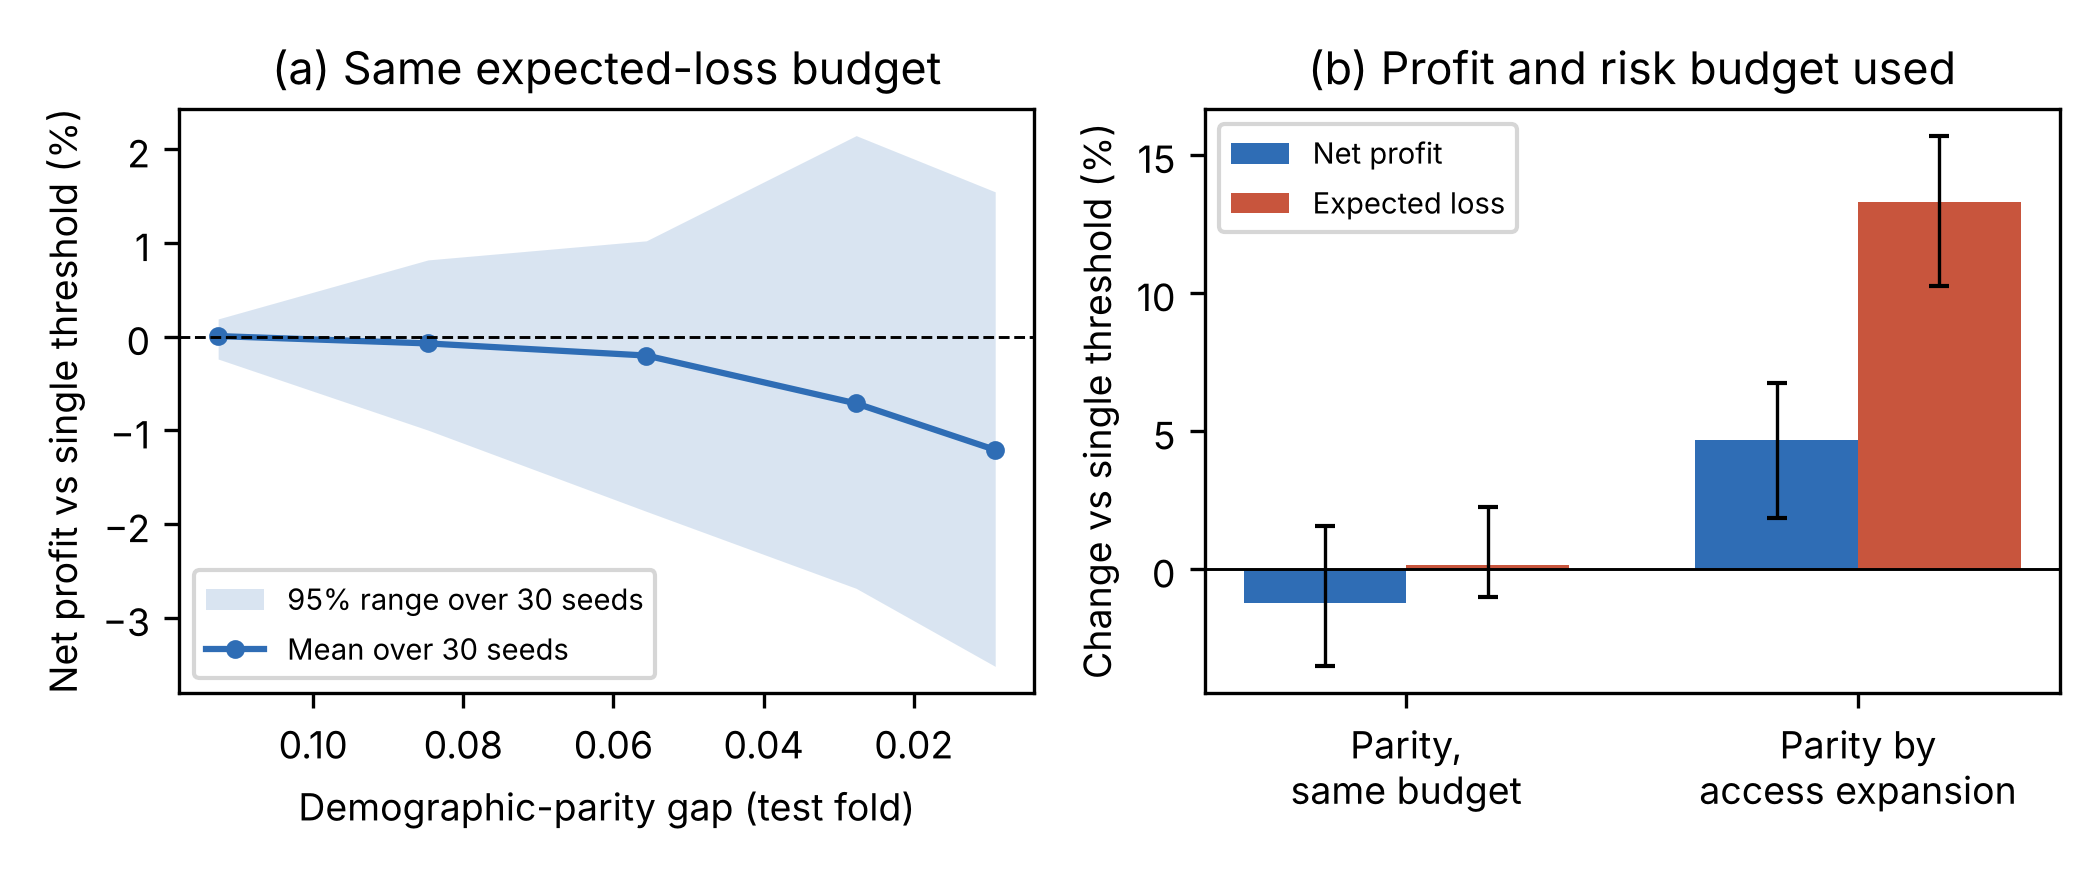 (a) Same expected-loss budget
Net profit vs single threshold (%)
2
1
0
−1
−2
−3
95% range over 30 seeds
Mean over 30 seeds
0.10 0.08 0.06 0.04 0.02
Demographic-parity gap (test fold)
(b) Profit and risk budget used
Change vs single threshold (%)
15
10
5
0
Net profit
Expected loss
Parity,
same budget
Parity by
access expansion